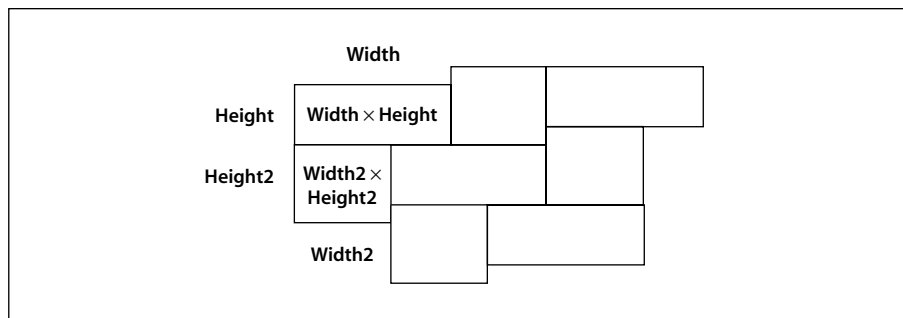 Width
Height
Width × Height
Height2
Width2 ×
Height2
Width2